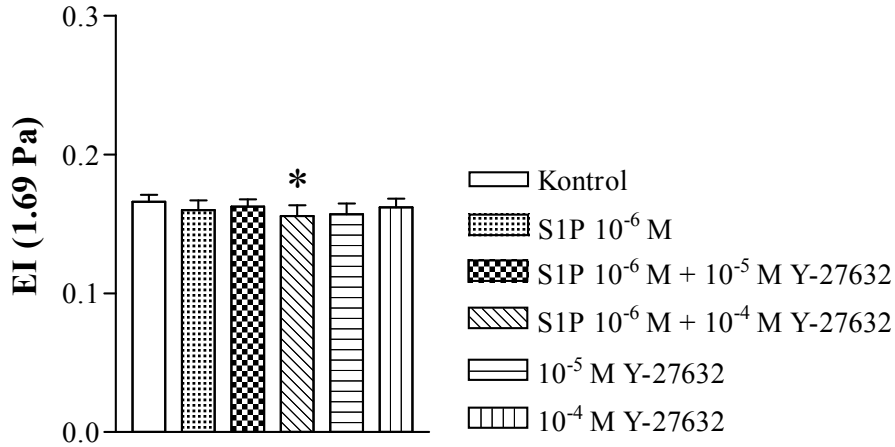 EI (1.69 Pa)
0.3
0.2
0.1
0.0
*
Kontrol
S1P 10⁻⁶ M
S1P 10⁻⁶ M + 10⁻⁵ M Y-27632
S1P 10⁻⁶ M + 10⁻⁴ M Y-27632
10⁻⁵ M Y-27632
10⁻⁴ M Y-27632